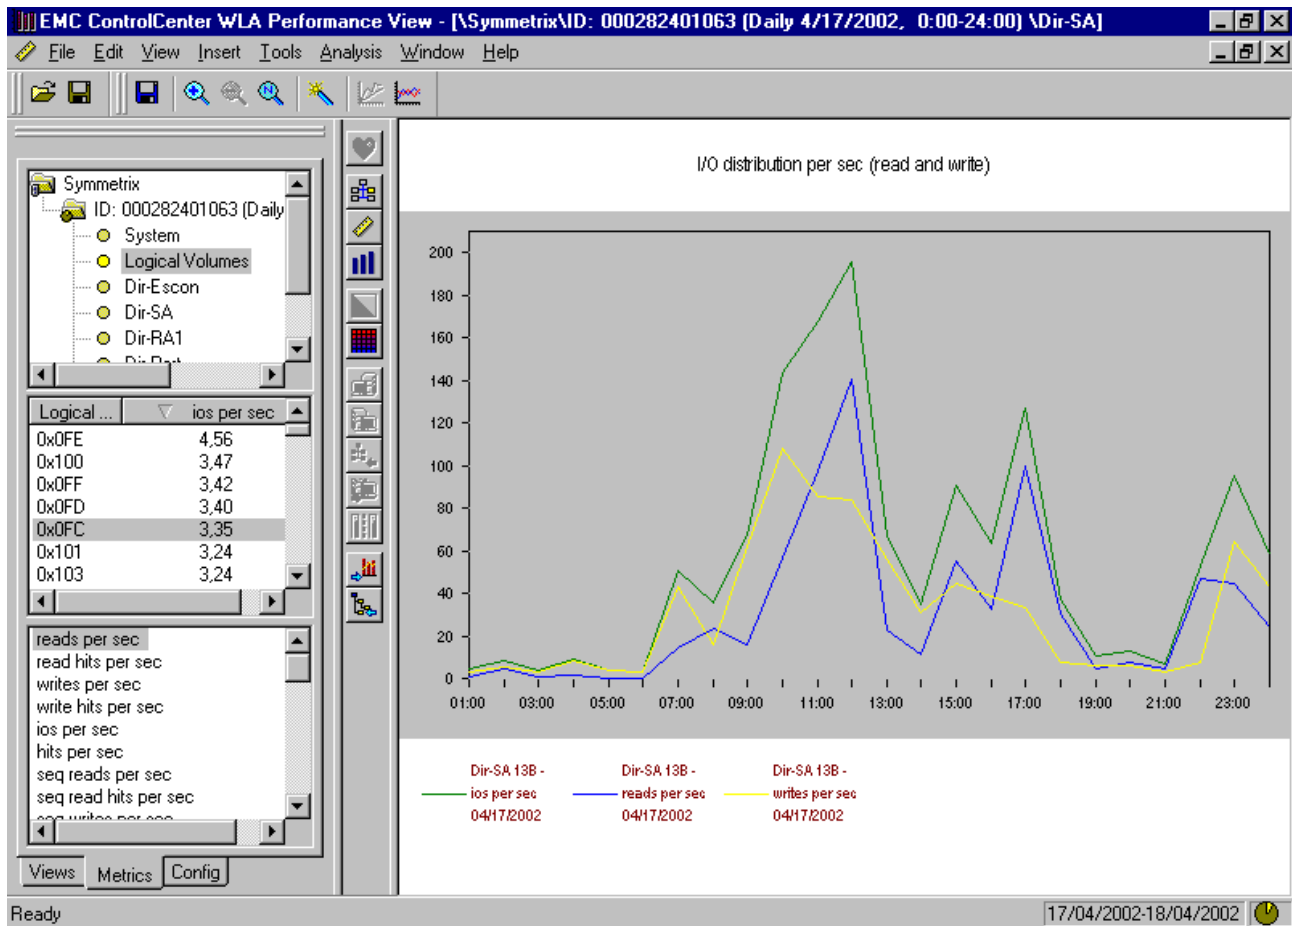 EMC ControlCenter WLA Performance View - [\Symmetrix\ID: 000282401063 (Daily 4/17/2002, 0:00-24:00) \Dir-SA]
File Edit View Insert Tools Analysis Window Help
Symmetrix
ID: 000282401063 (Daily
System
Logical Volumes
Dir-Escon
Dir-SA
Dir-RA1
Logical ... ios per sec
0x0FE 4,56
0x100 3,47
0x0FF 3,42
0x0FD 3,40
0x0FC 3,35
0x101 3,24
0x103 3,24
reads per sec
read hits per sec
writes per sec
write hits per sec
ios per sec
hits per sec
seq reads per sec
seq read hits per sec
Views Metrics Config
I/O distribution per sec (read and write)
200
180
160
140
120
100
80
60
40
20
0
01:00 03:00 05:00 07:00 09:00 11:00 13:00 15:00 17:00 19:00 21:00 23:00
Dir-SA 13B - Dir-SA 13B - Dir-SA 13B -
ios per sec reads per sec writes per sec
04/17/2002 04/17/2002 04/17/2002
Ready 17/04/2002-18/04/2002